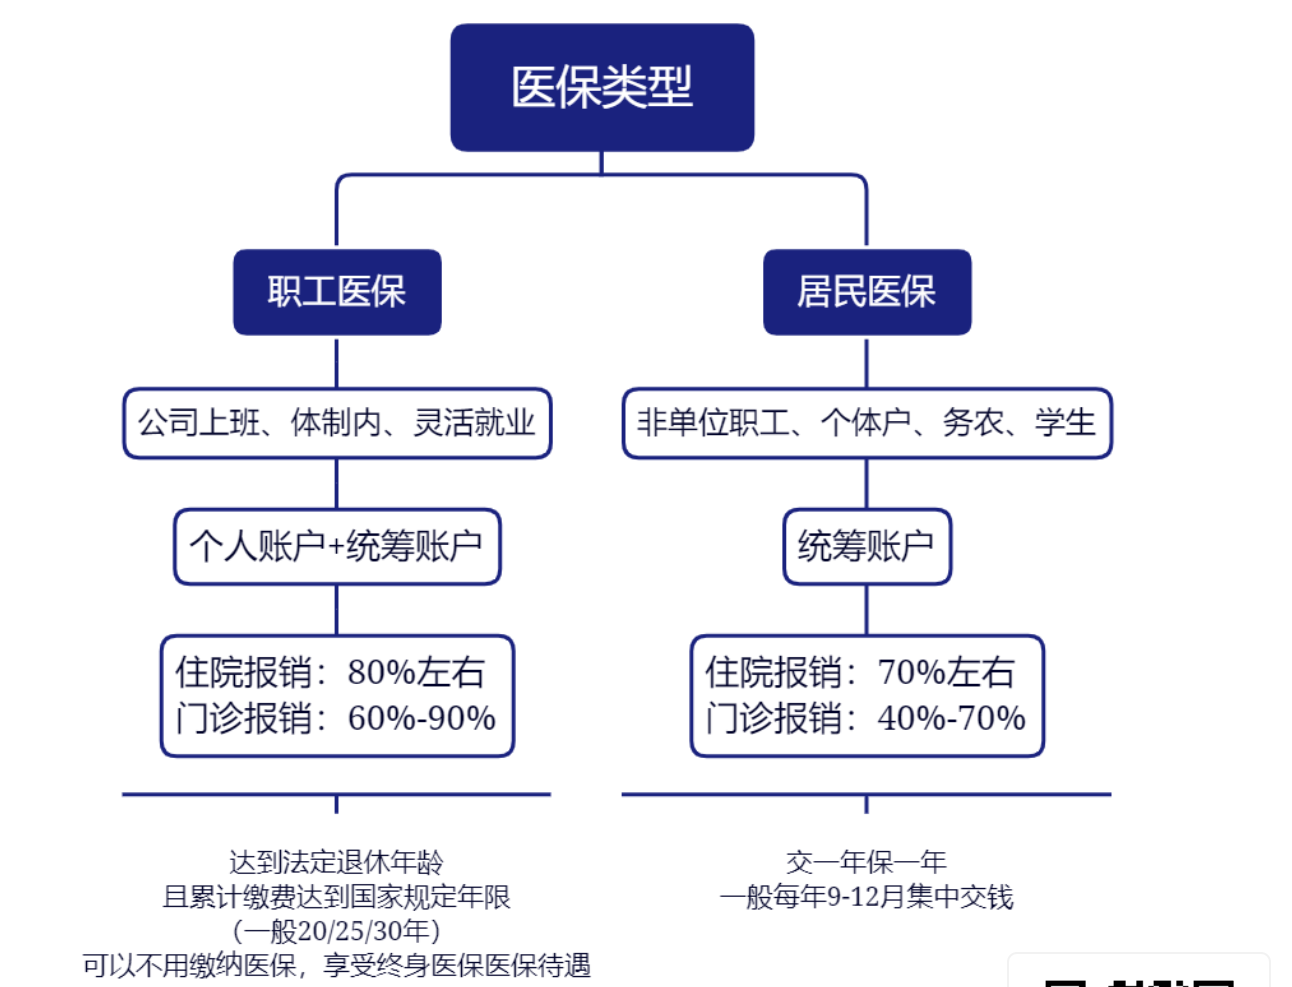 医保类型
职工医保
居民医保
公司上班、体制内、灵活就业
非单位职工、个体户、务农、学生
个人账户+统筹账户
统筹账户
住院报销：80%左右
门诊报销：60%-90%
住院报销：70%左右
门诊报销：40%-70%
达到法定退休年龄
且累计缴费达到国家规定年限
（一般20/25/30年）
可以不用缴纳医保，享受终身医保医保待遇
交一年保一年
一般每年9-12月集中交钱